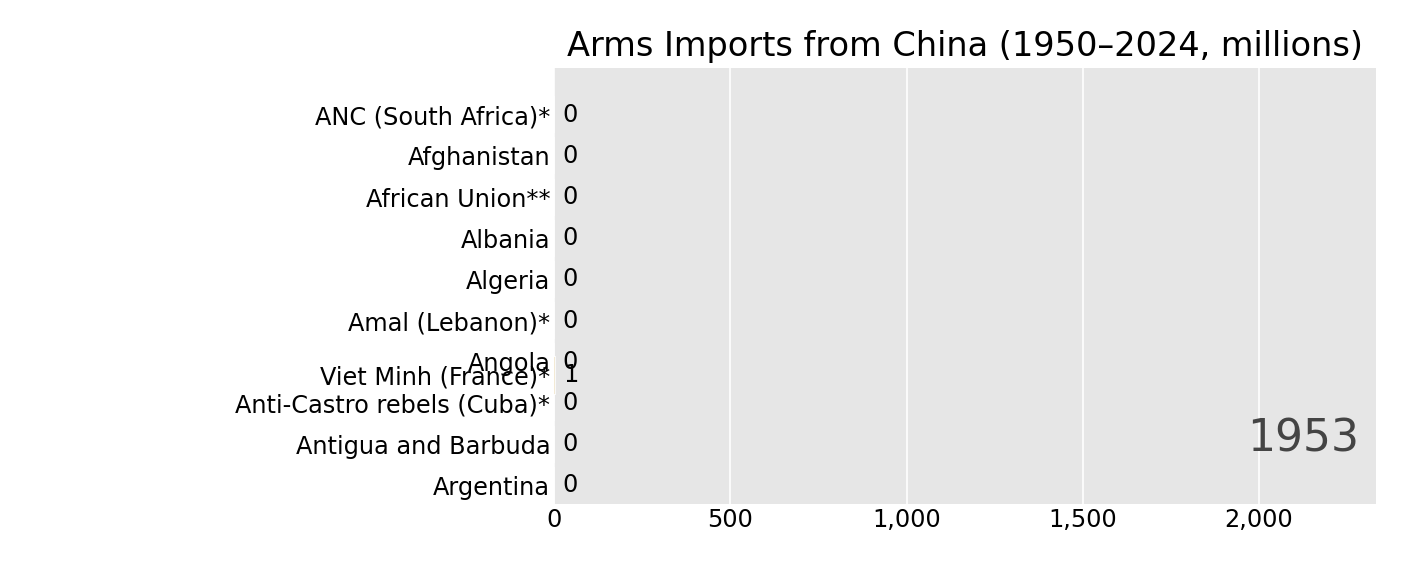 Arms Imports from China (1950–2024, millions)
ANC (South Africa)* 0
Afghanistan 0
African Union** 0
Albania 0
Algeria 0
Amal (Lebanon)* 0
Angola 0
Viet Minh (France)* 1
Anti-Castro rebels (Cuba)* 0
Antigua and Barbuda 0
1953
Argentina 0
0 500 1,000 1,500 2,000